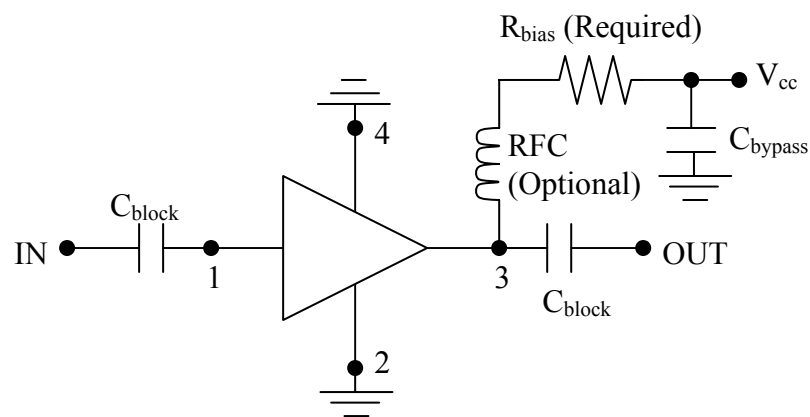 R_bias (Required)
V_cc
4
RFC
(Optional)
C_bypass
C_block
IN
1
3
OUT
C_block
2